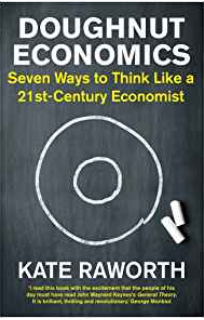 DOUGHNUT
ECONOMICS
Seven Ways to Think Like a
21st-Century Economist
KATE RAWORTH
'I read this book with the excitement that the people of his
day must have read John Maynard Keynes's General Theory.
It is brilliant, thrilling and revolutionary' George Monbiot